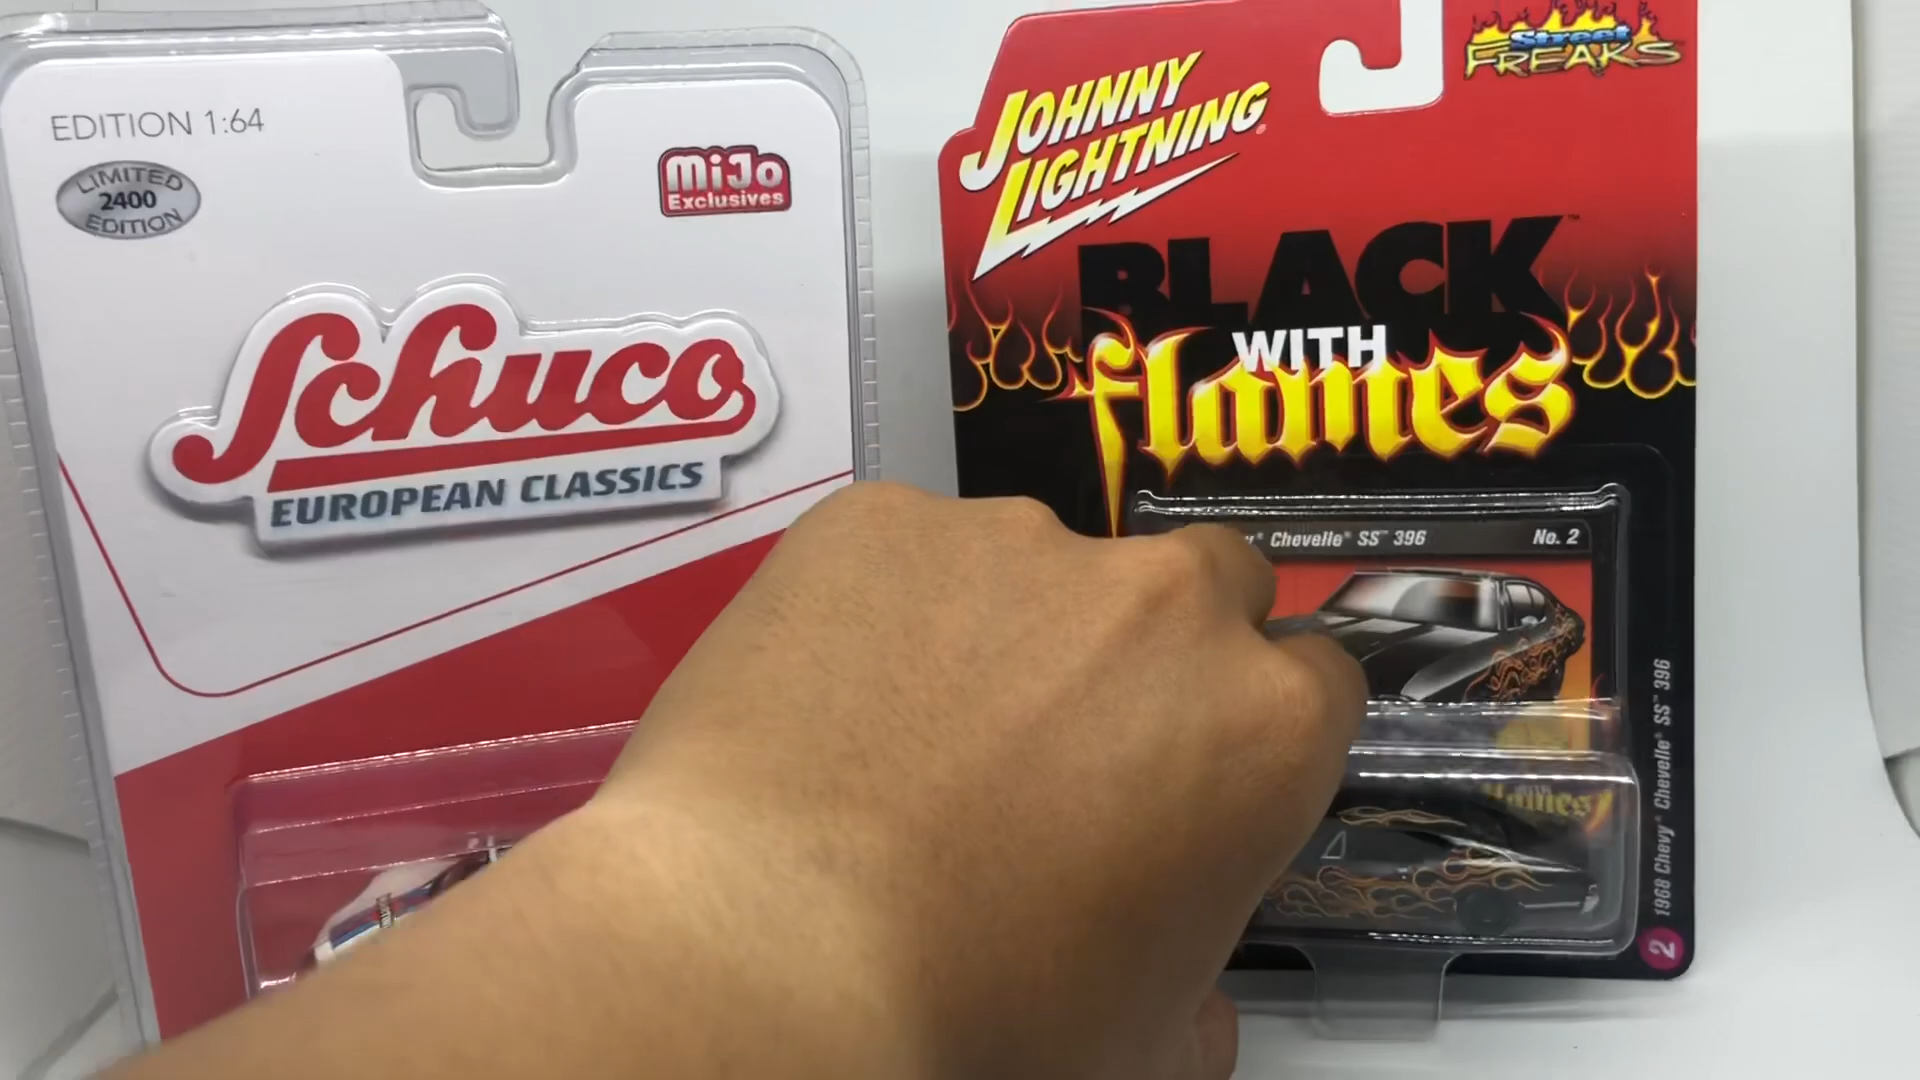 EDITION 1:64
LIMITED
2400
EDITION
MiJo
Exclusives
Schuco
EUROPEAN CLASSICS
JOHNNY
LIGHTNING
Street
FREAKS
BLACK
WITH
flames
Chevelle SS 396
No. 2
flames
1968 Chevy Chevelle SS 396
2